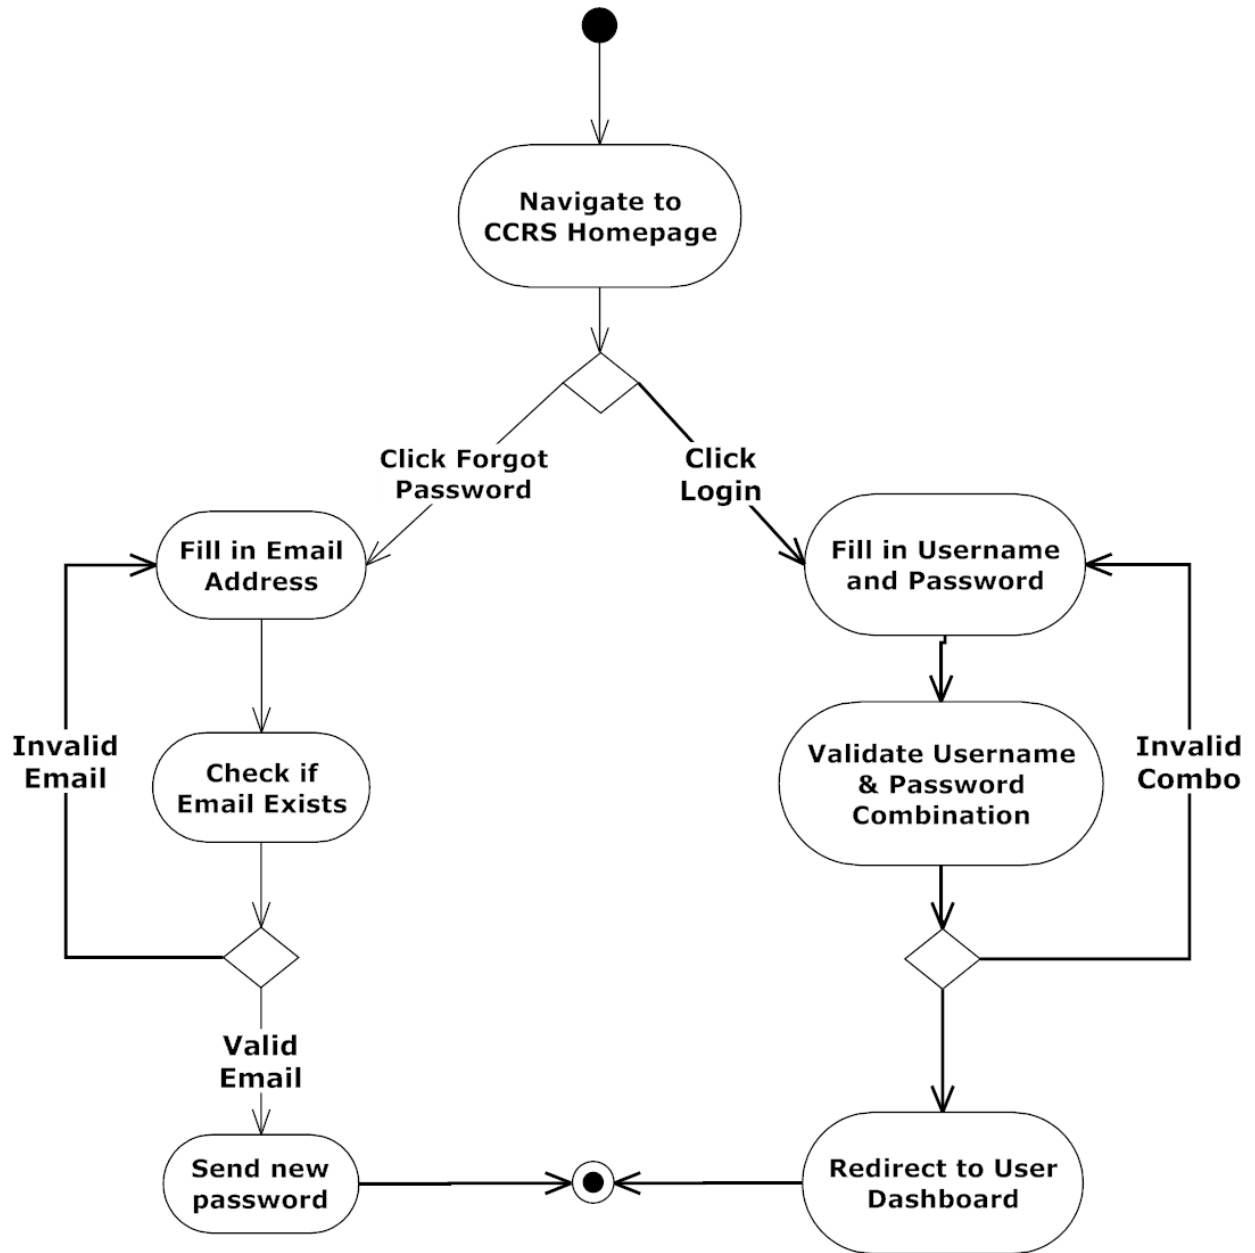 Navigate to
CCRS Homepage
Click Forgot
Password
Click
Login
Fill in Email
Address
Fill in Username
and Password
Invalid
Email
Check if
Email Exists
Validate Username
& Password
Combination
Invalid
Combo
Valid
Email
Send new
password
Redirect to User
Dashboard